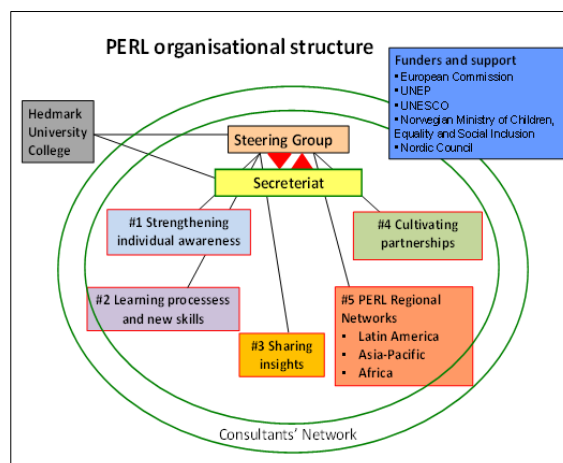 PERL organisational structure
Funders and support
▪ European Commission
▪ UNEP
▪ UNESCO
▪ Norwegian Ministry of Children,
Equality and Social Inclusion
▪ Nordic Council
Hedmark
University
College
Steering Group
Secreteriat
#1 Strengthening
individual awareness
#4 Cultivating
partnerships
#2 Learning processess
and new skills
#3 Sharing
insights
#5 PERL Regional
Networks
• Latin America
• Asia-Pacific
• Africa
Consultants' Network